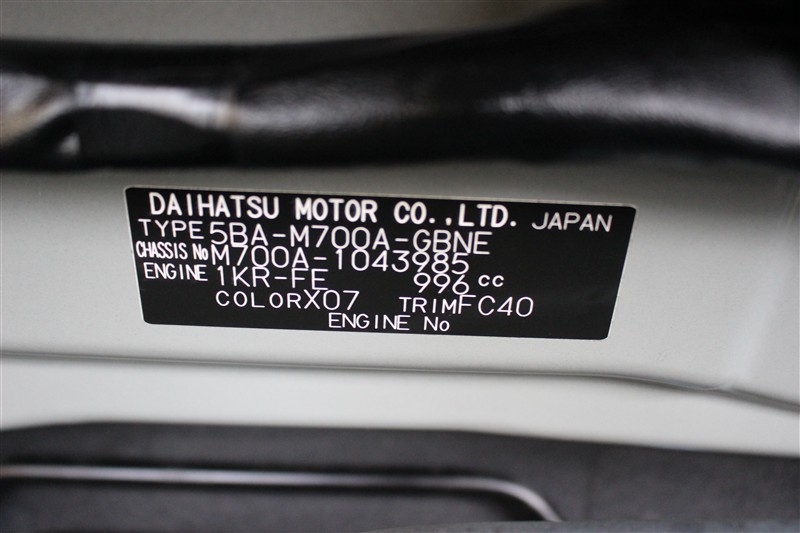 DAIHATSU MOTOR CO.,LTD. JAPAN
TYPE 5BA-M700A-GBNE
CHASSIS No M700A-1043985
ENGINE 1KR-FE 996 cc
COLOR X07 TRIM FC40
ENGINE No